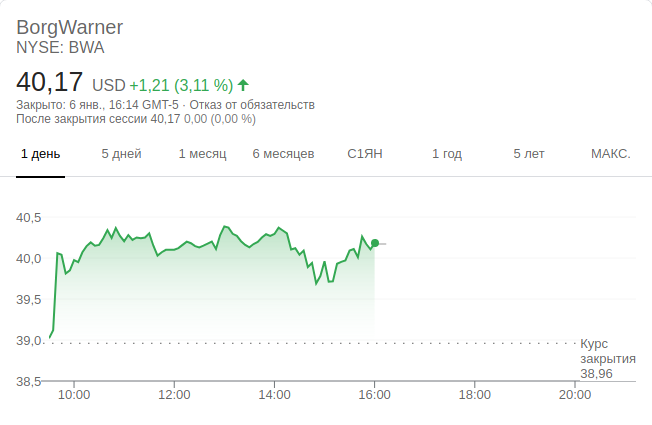 BorgWarner
NYSE: BWA
40,17 USD +1,21 (3,11 %)
Закрыто: 6 янв., 16:14 GMT-5 · Отказ от обязательств
После закрытия сессии 40,17 0,00 (0,00 %)
1 день 5 дней 1 месяц 6 месяцев С1ЯН 1 год 5 лет МАКС.
40,5
40,0
39,5
39,0
Курс
закрытия
38,96
38,5
10:00 12:00 14:00 16:00 18:00 20:00